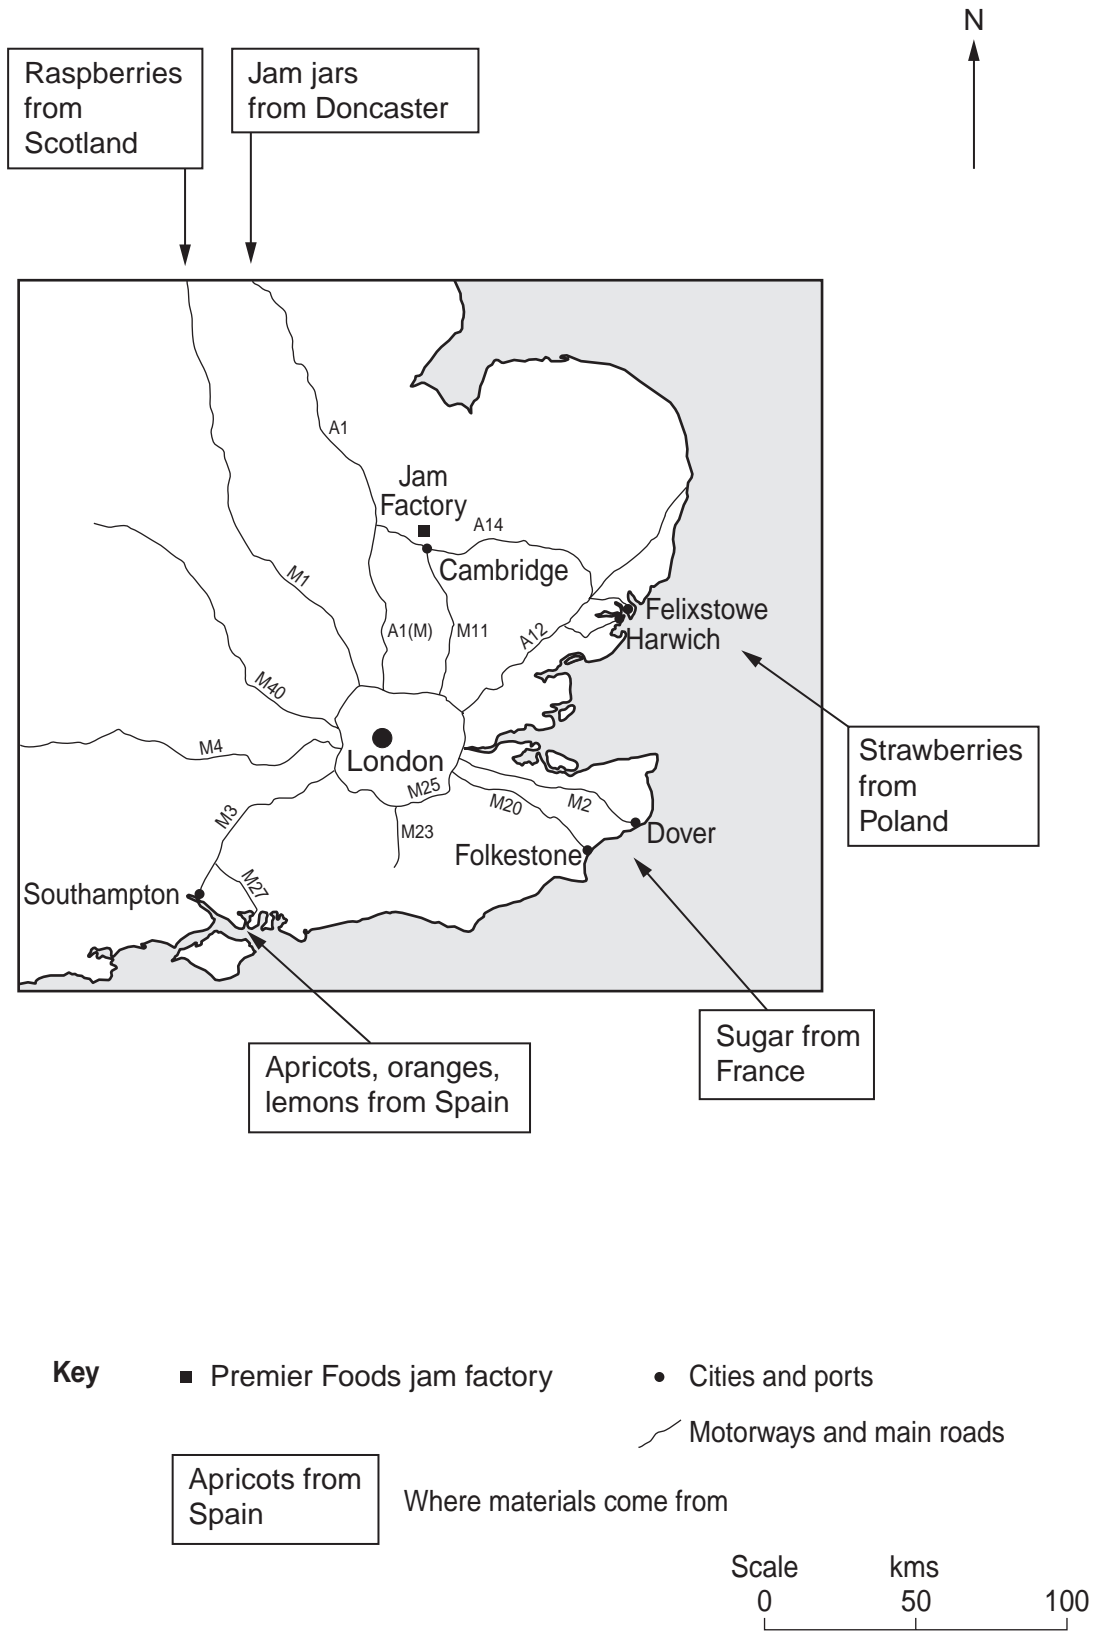 N
Raspberries
from
Scotland
Jam jars
from Doncaster
A1
Jam
Factory
A14
Cambridge
M1
A1(M)
M11
A12
Felixstowe
Harwich
M40
M4
London
M25
M3
M23
M20
M2
Dover
Folkestone
Southampton
M27
Strawberries
from
Poland
Sugar from
France
Apricots, oranges,
lemons from Spain
Key
Premier Foods jam factory
Cities and ports
Motorways and main roads
Apricots from
Spain
Where materials come from
Scale kms
0 50 100